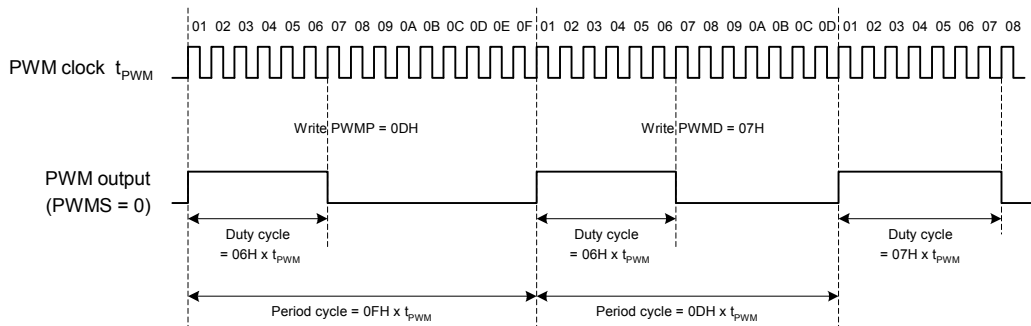 01 02 03 04 05 06 07 08 09 0A 0B 0C 0D 0E 0F 01 02 03 04 05 06 07 08 09 0A 0B 0C 0D 01 02 03 04 05 06 07 08
PWM clock tPWM
Write PWMP = 0DH Write PWMD = 07H
PWM output
(PWMS = 0)
Duty cycle Duty cycle Duty cycle
= 06H x tPWM = 06H x tPWM = 07H x tPWM
Period cycle = 0FH x tPWM Period cycle = 0DH x tPWM